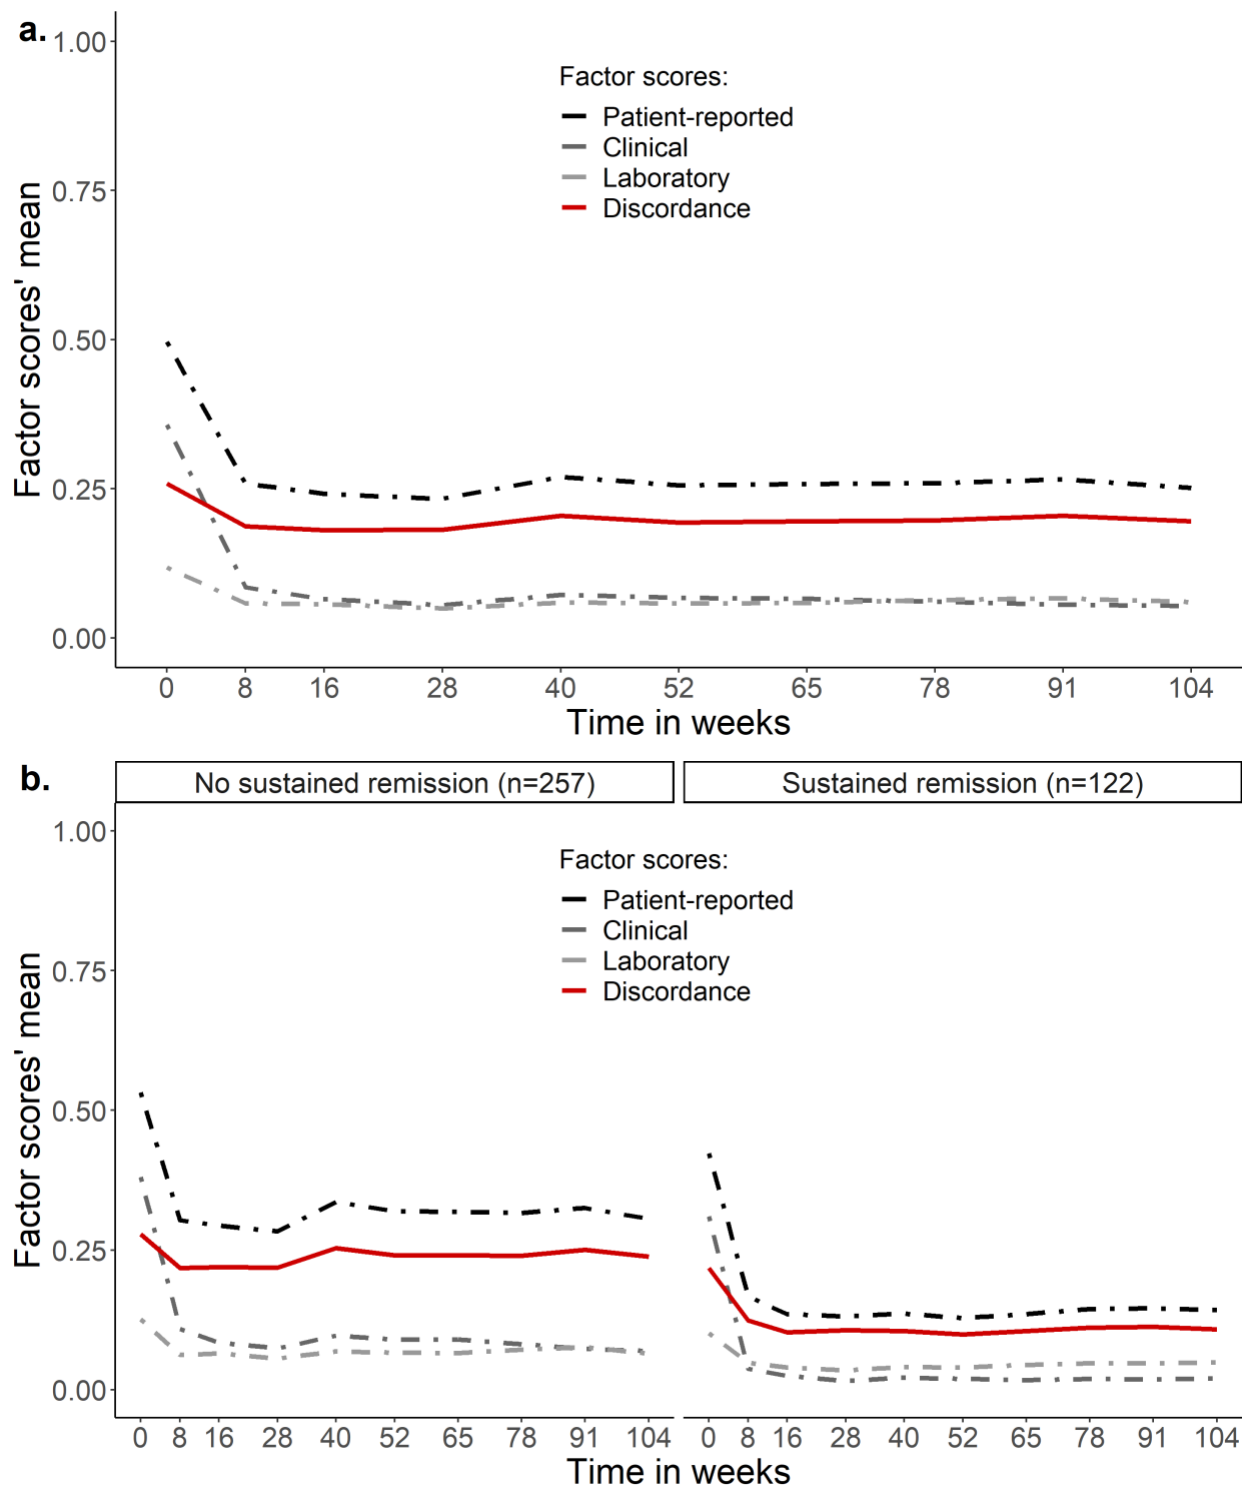 a.
1.00
0.75
0.50
0.25
0.00
Factor scores' mean
Factor scores:
Patient-reported
Clinical
Laboratory
Discordance
0 8 16 28 40 52 65 78 91 104
Time in weeks
b.
No sustained remission (n=257)
Sustained remission (n=122)
1.00
0.75
0.50
0.25
0.00
Factor scores' mean
Factor scores:
Patient-reported
Clinical
Laboratory
Discordance
0 8 16 28 40 52 65 78 91 104
0 8 16 28 40 52 65 78 91 104
Time in weeks